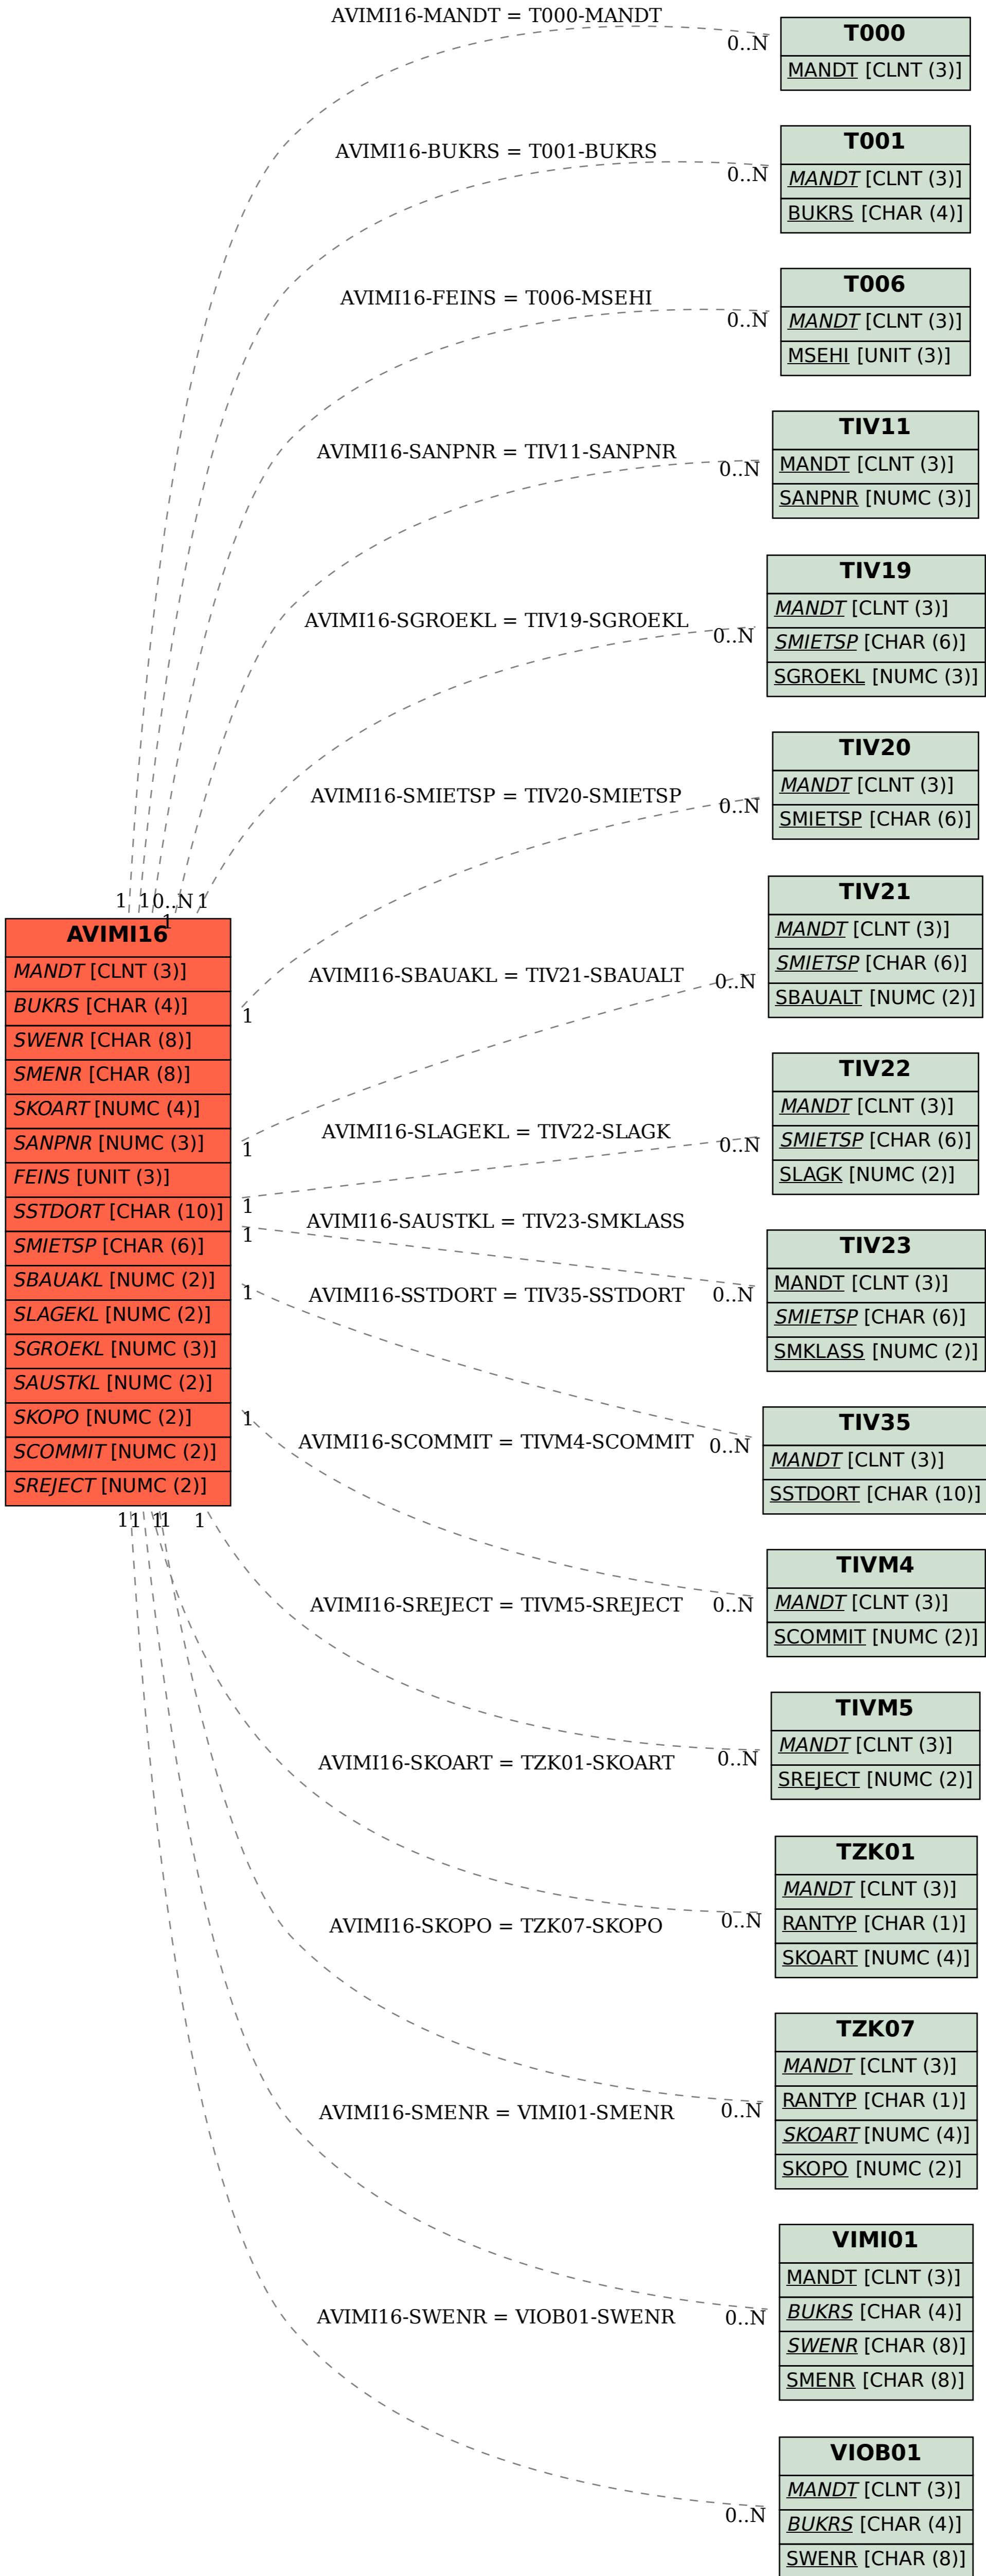 AVIMI16-MANDT = T000-MANDT
0..N
T000
MANDT [CLNT (3)]
AVIMI16-BUKRS = T001-BUKRS
0..N
T001
MANDT [CLNT (3)]
BUKRS [CHAR (4)]
AVIMI16-FEINS = T006-MSEHI
0..N
T006
MANDT [CLNT (3)]
MSEHI [UNIT (3)]
AVIMI16-SANPNR = TIV11-SANPNR
0..N
TIV11
MANDT [CLNT (3)]
SANPNR [NUMC (3)]
AVIMI16-SGROEKL = TIV19-SGROEKL
0..N
TIV19
MANDT [CLNT (3)]
SMIETSP [CHAR (6)]
SGROEKL [NUMC (3)]
AVIMI16-SMIETSP = TIV20-SMIETSP
0..N
TIV20
MANDT [CLNT (3)]
SMIETSP [CHAR (6)]
1 1 0..N 1
1
AVIMI16
MANDT [CLNT (3)]
BUKRS [CHAR (4)]
SWENR [CHAR (8)]
SMENR [CHAR (8)]
SKOART [NUMC (4)]
SANPNR [NUMC (3)]
FEINS [UNIT (3)]
SSTDORT [CHAR (10)]
SMIETSP [CHAR (6)]
SBAUAKL [NUMC (2)]
SLAGEKL [NUMC (2)]
SGROEKL [NUMC (3)]
SAUSTKL [NUMC (2)]
SKOPO [NUMC (2)]
SCOMMIT [NUMC (2)]
SREJECT [NUMC (2)]
1
1
1
1
1
1
1 1 1 1 1
AVIMI16-SBAUAKL = TIV21-SBAUALT
0..N
TIV21
MANDT [CLNT (3)]
SMIETSP [CHAR (6)]
SBAUALT [NUMC (2)]
AVIMI16-SLAGEKL = TIV22-SLAGK
0..N
TIV22
MANDT [CLNT (3)]
SMIETSP [CHAR (6)]
SLAGK [NUMC (2)]
AVIMI16-SAUSTKL = TIV23-SMKLASS
0..N
TIV23
MANDT [CLNT (3)]
SMIETSP [CHAR (6)]
SMKLASS [NUMC (2)]
AVIMI16-SSTDORT = TIV35-SSTDORT
0..N
TIV35
MANDT [CLNT (3)]
SSTDORT [CHAR (10)]
AVIMI16-SCOMMIT = TIVM4-SCOMMIT
0..N
TIVM4
MANDT [CLNT (3)]
SCOMMIT [NUMC (2)]
AVIMI16-SREJECT = TIVM5-SREJECT
0..N
TIVM5
MANDT [CLNT (3)]
SREJECT [NUMC (2)]
AVIMI16-SKOART = TZK01-SKOART
0..N
TZK01
MANDT [CLNT (3)]
RANTYP [CHAR (1)]
SKOART [NUMC (4)]
AVIMI16-SKOPO = TZK07-SKOPO
0..N
TZK07
MANDT [CLNT (3)]
RANTYP [CHAR (1)]
SKOART [NUMC (4)]
SKOPO [NUMC (2)]
AVIMI16-SMENR = VIMI01-SMENR
0..N
VIMI01
MANDT [CLNT (3)]
BUKRS [CHAR (4)]
SWENR [CHAR (8)]
SMENR [CHAR (8)]
AVIMI16-SWENR = VIOB01-SWENR
0..N
VIOB01
MANDT [CLNT (3)]
BUKRS [CHAR (4)]
SWENR [CHAR (8)]